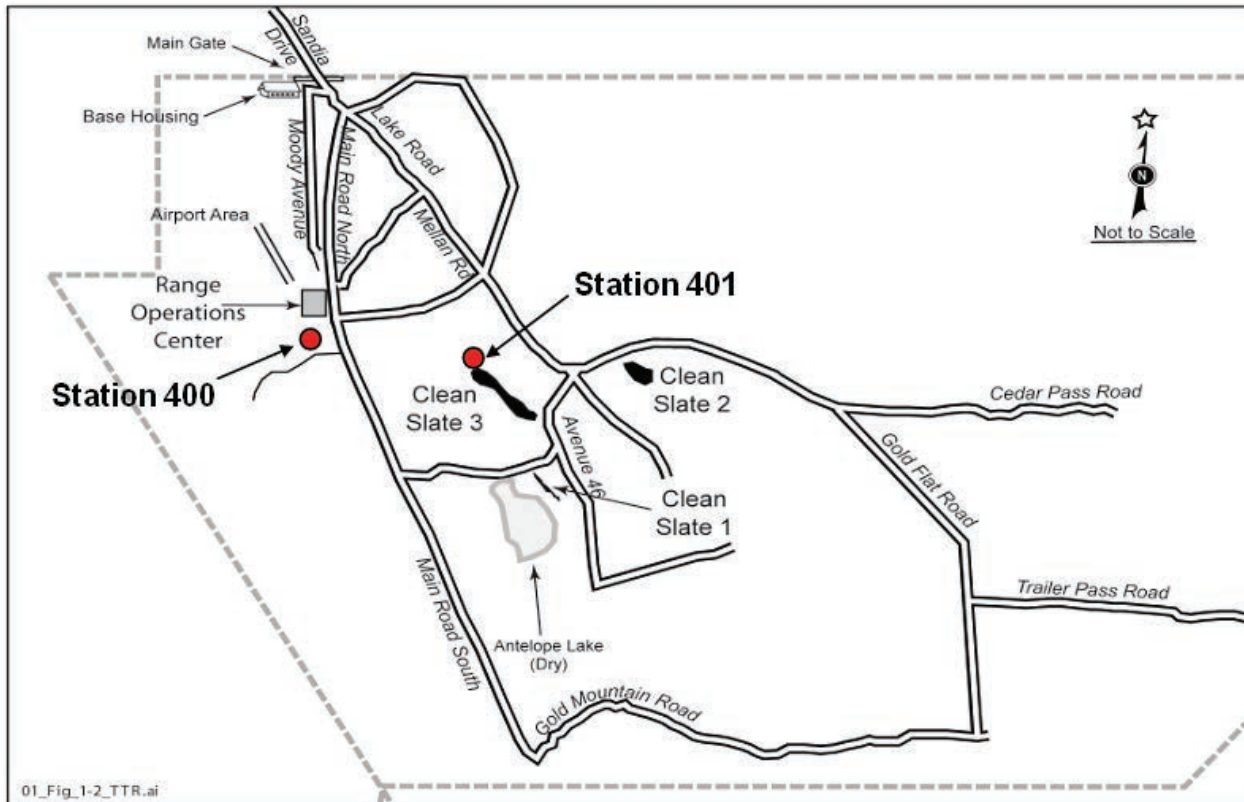 Sandia
Drive
Main Gate
Base Housing
Moody Avenue
Main Road North
Lake Road
Mellan Rd
N
Not to Scale
Airport Area
Range
Operations
Center
Station 400
Station 401
Clean
Slate 3
Clean
Slate 2
Cedar Pass Road
Avenue 46
Gold Flat Road
Clean
Slate 1
Main Road South
Trailer Pass Road
Antelope Lake
(Dry)
Gold Mountain Road
01_Fig_1-2_TTR.ai